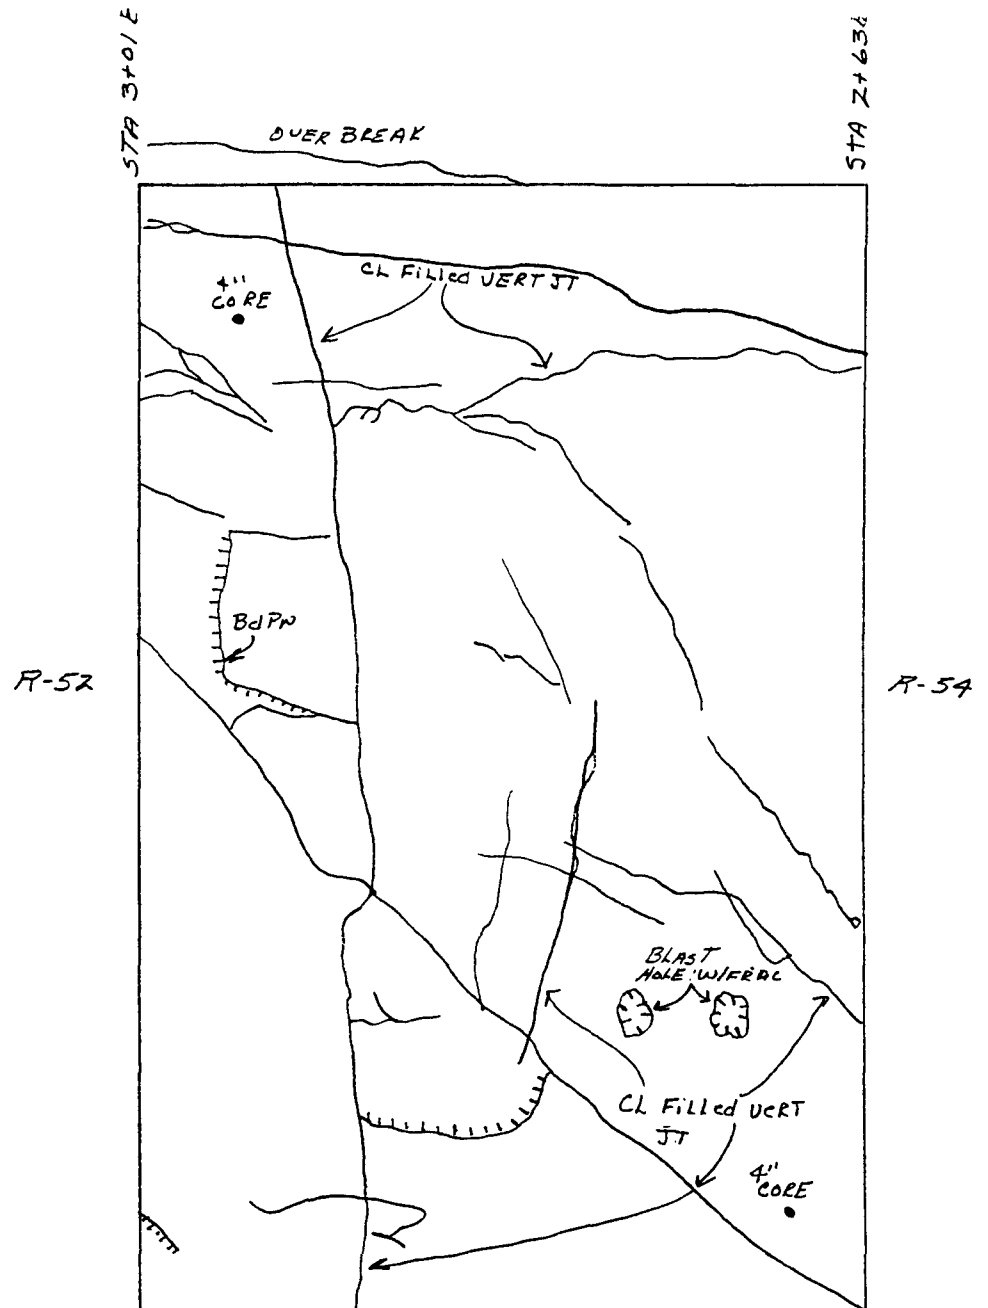 STA 3+01 E
STA 2+63
OVER BREAK
CL Filled VERT JT
4"
CORE
BdPN
R-52
R-54
BLAST
HOLE W/FRAC
CL Filled VERT
JT
4"
CORE